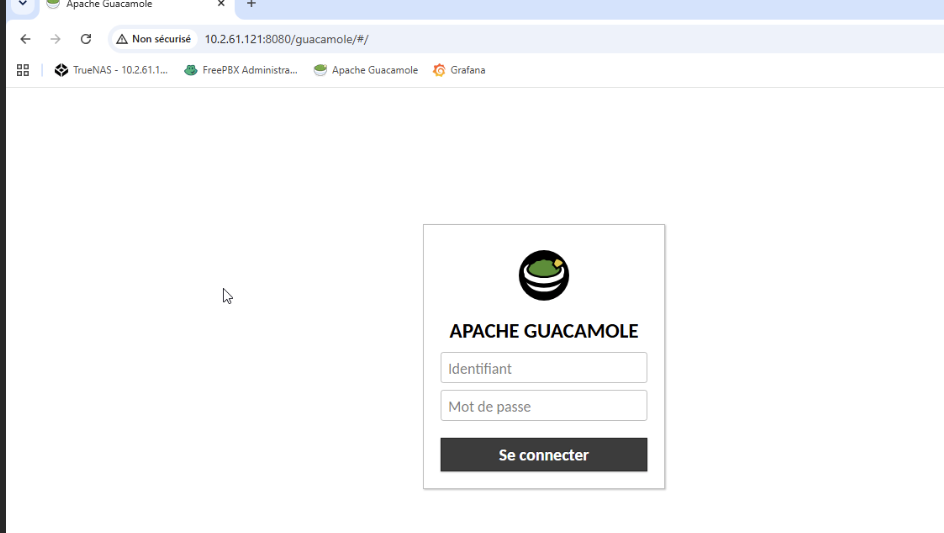 Apache Guacamole
Non sécurisé 10.2.61.121:8080/guacamole/#/
TrueNAS - 10.2.61.1... FreePBX Administra... Apache Guacamole Grafana
APACHE GUACAMOLE
Identifiant
Mot de passe
Se connecter